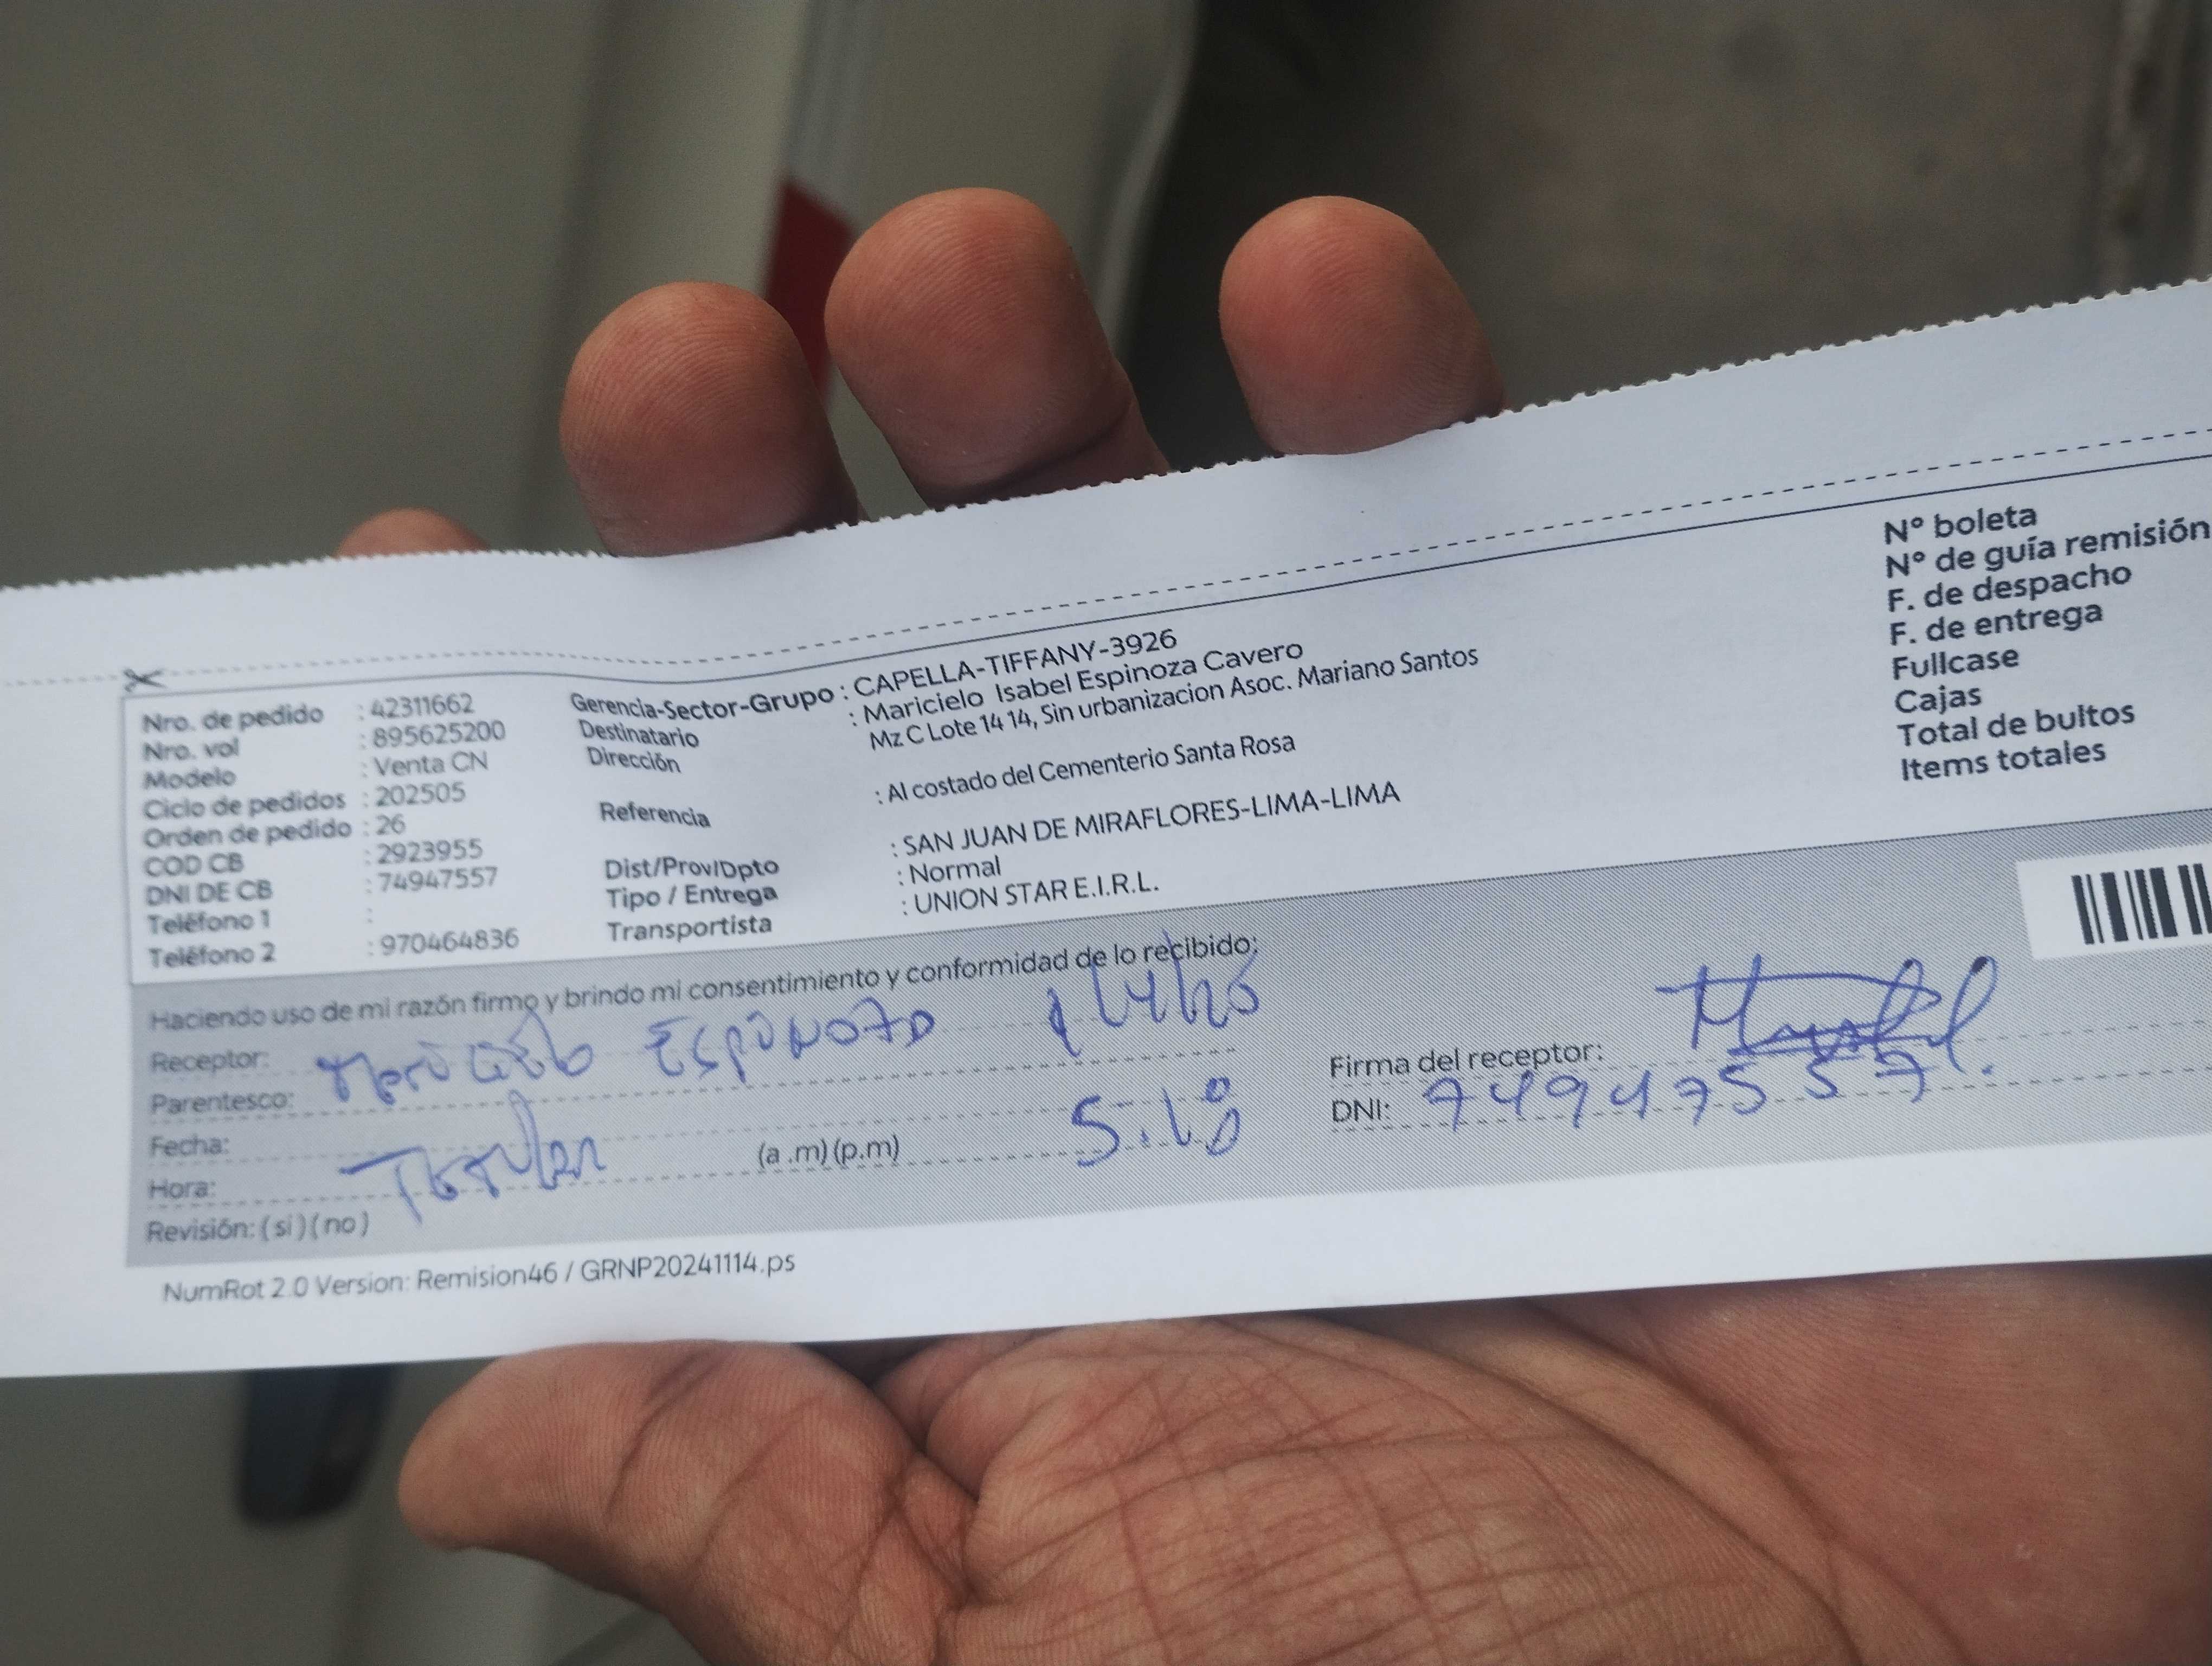 Nro. de pedido : 42311662
Nro. vol : 895625200
Modelo : Venta CN
Ciclo de pedidos : 202505
Orden de pedido : 26
COD CB : 2923955
DNI DE CB : 74947557
Teléfono 1 :
Teléfono 2 : 970464836
Gerencia-Sector-Grupo : CAPELLA-TIFFANY-3926
Destinatario : Maricielo Isabel Espinoza Cavero
Dirección Mz C Lote 14 14, Sin urbanizacion Asoc. Mariano Santos
Referencia : Al costado del Cementerio Santa Rosa
Dist/Prov/Dpto : SAN JUAN DE MIRAFLORES-LIMA-LIMA
Tipo / Entrega : Normal
Transportista : UNION STAR E.I.R.L.
N° boleta
N° de guía remisión
F. de despacho
F. de entrega
Fullcase
Cajas
Total de bultos
Items totales
Haciendo uso de mi razón firmo y brindo mi consentimiento y conformidad de lo recibido:
Receptor: Maricielo Espinoza
Parentesco:
Fecha: Titular
Hora: (a .m) (p.m)
Revisión: ( si ) ( no )
Firma del receptor:
DNI: 74947557
NumRot 2.0 Version: Remision46 / GRNP20241114.ps